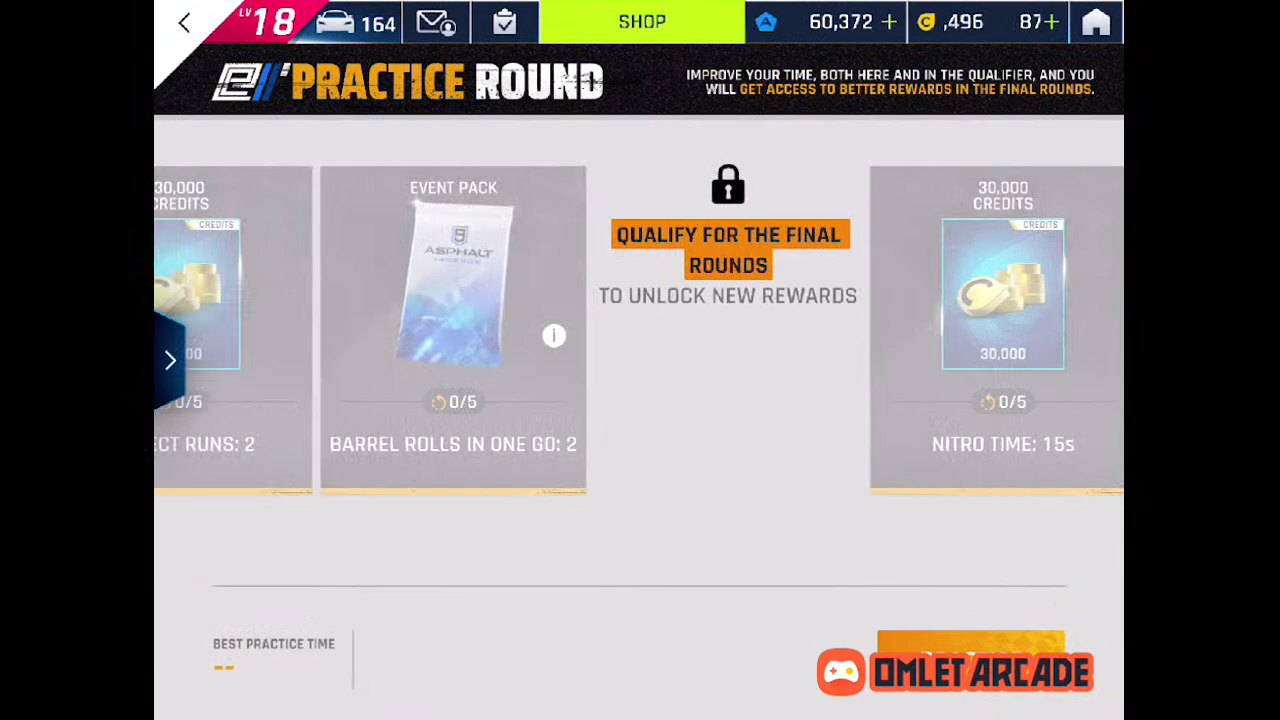 LV 18
164
SHOP
60,372 +
,496
87+
PRACTICE ROUND
IMPROVE YOUR TIME, BOTH HERE AND IN THE QUALIFIER, AND YOU
WILL GET ACCESS TO BETTER REWARDS IN THE FINAL ROUNDS.
30,000
CREDITS
CREDITS
0/5
ECT RUNS: 2
EVENT PACK
9
ASPHALT
LEGENDS
i
0/5
BARREL ROLLS IN ONE GO: 2
QUALIFY FOR THE FINAL
ROUNDS
TO UNLOCK NEW REWARDS
30,000
CREDITS
CREDITS
30,000
0/5
NITRO TIME: 15s
BEST PRACTICE TIME
--
OMLET ARCADE